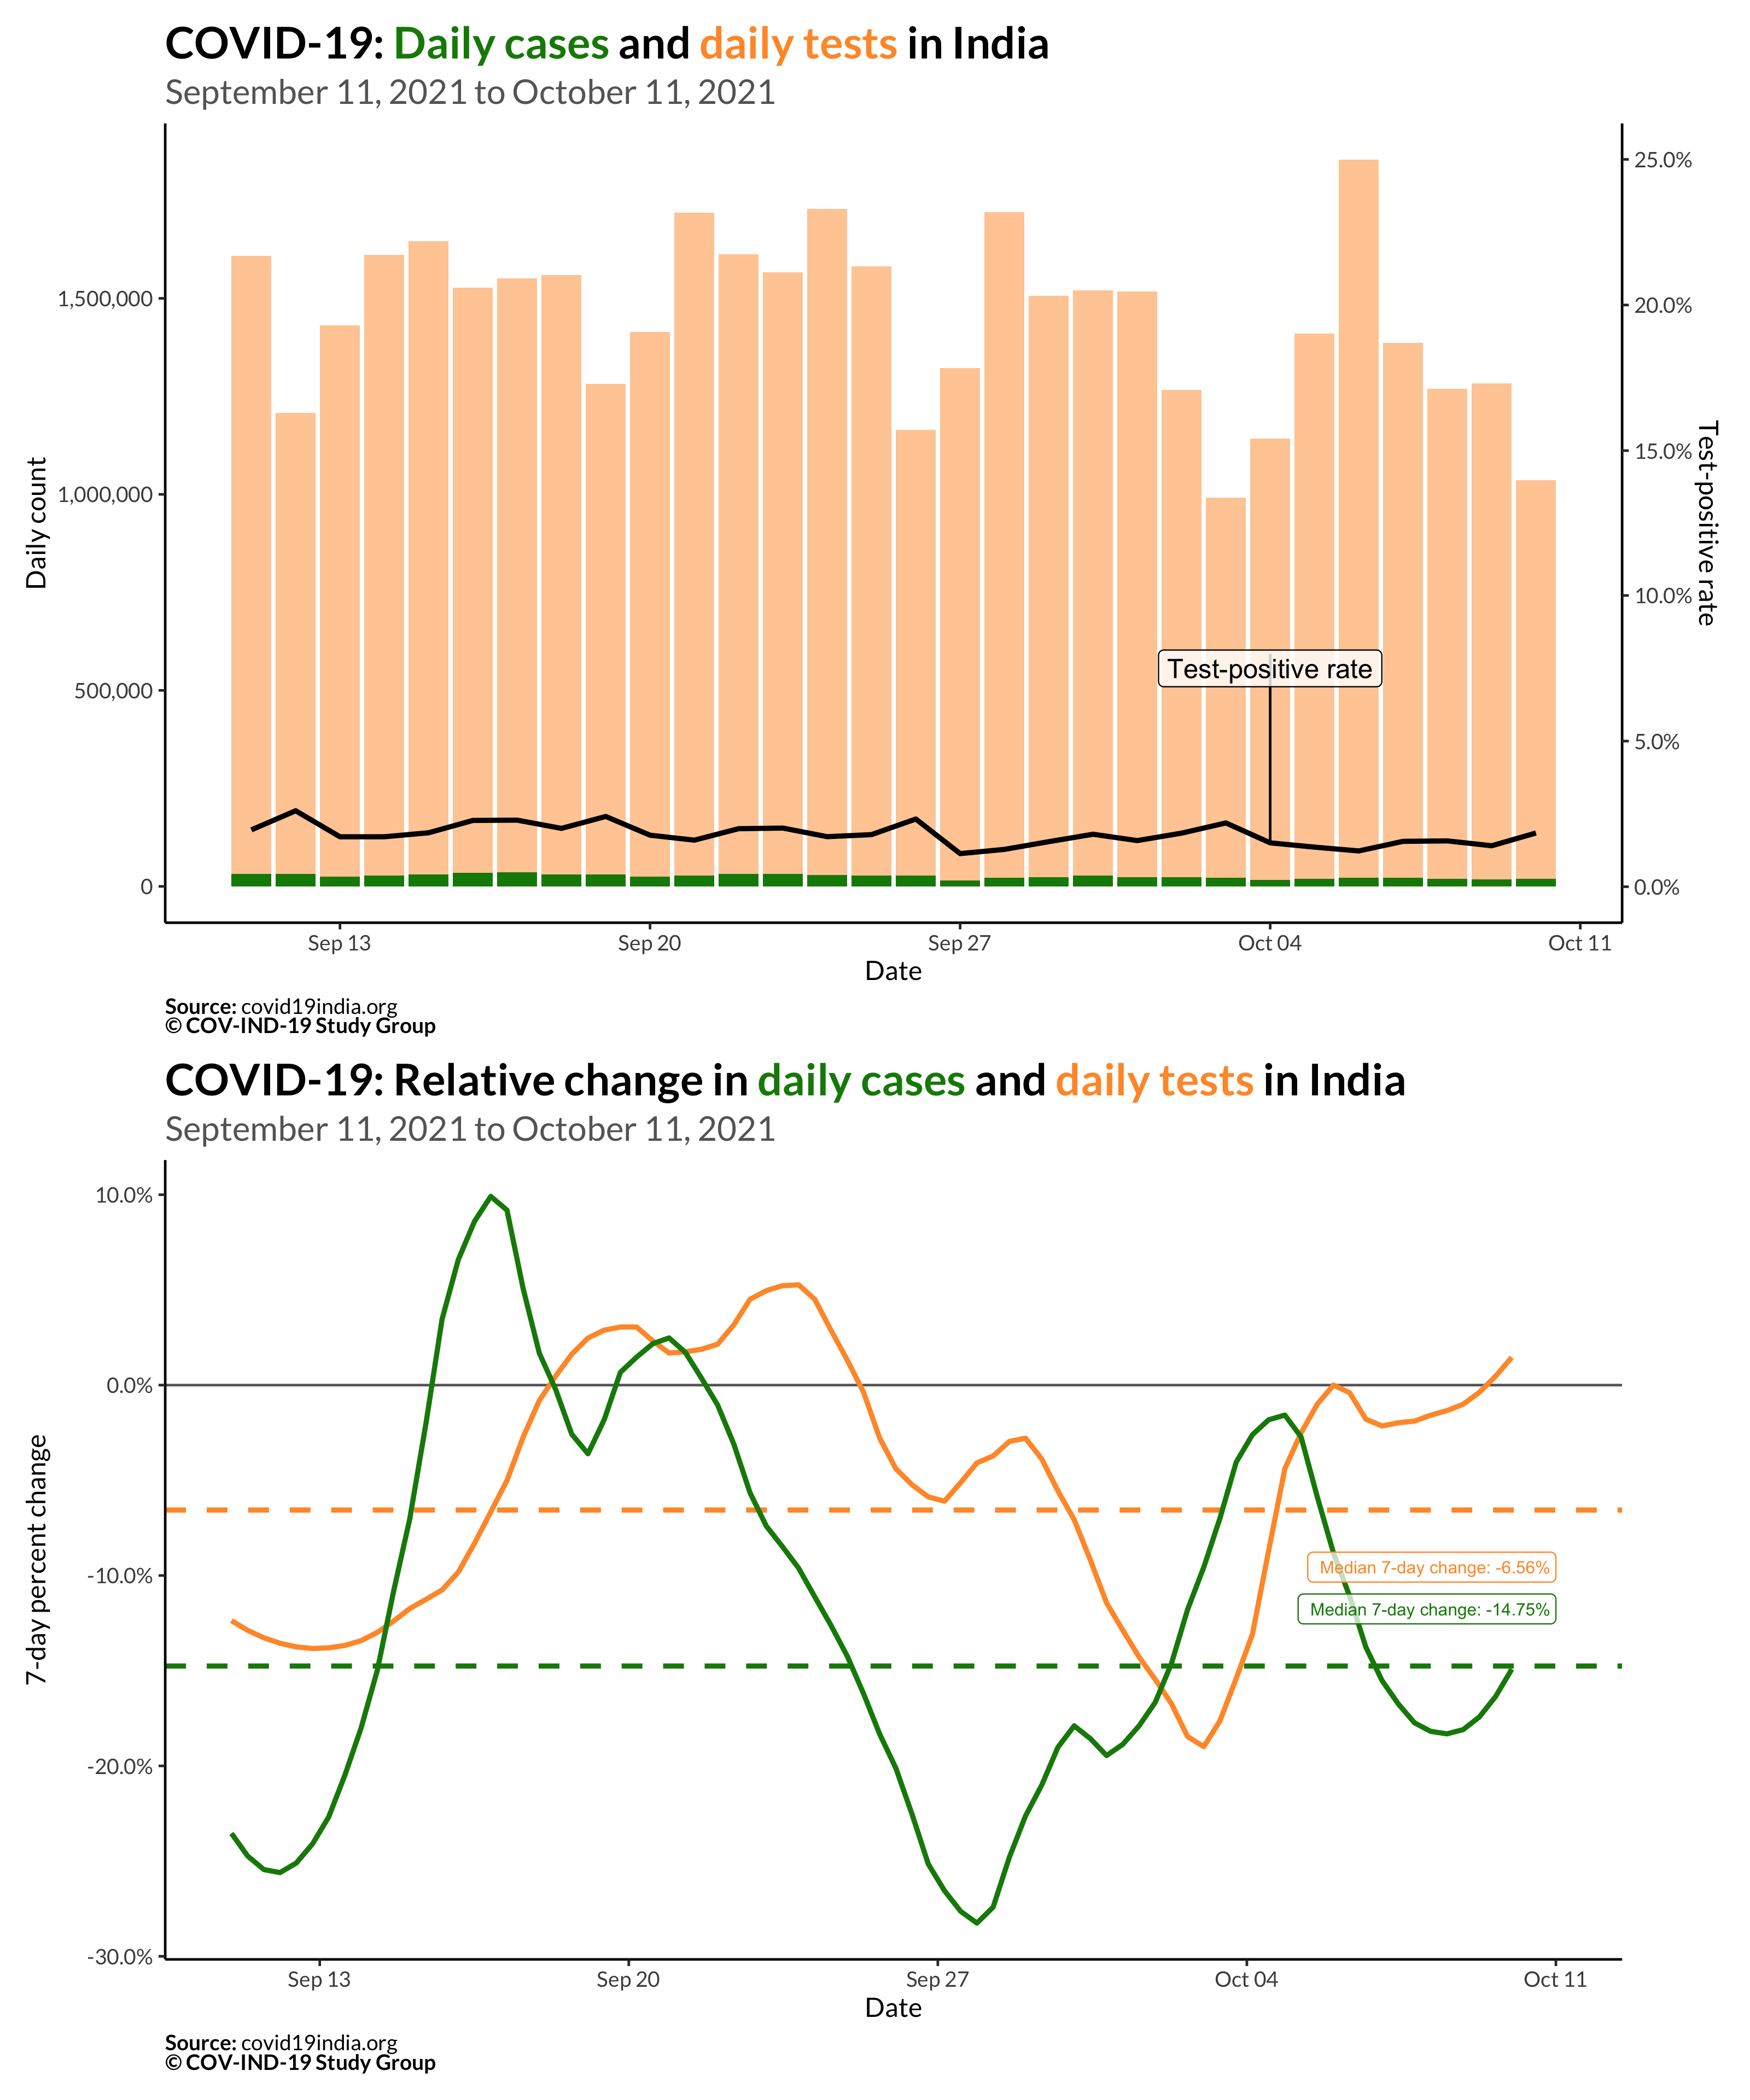 COVID-19: Daily cases and daily tests in India
September 11, 2021 to October 11, 2021
Daily count
1,500,000
1,000,000
500,000
0
25.0%
20.0%
15.0%
10.0%
5.0%
0.0%
Test-positive rate
Test-positive rate
Sep 13
Sep 20
Sep 27
Oct 04
Oct 11
Date
Source: covid19india.org
© COV-IND-19 Study Group
COVID-19: Relative change in daily cases and daily tests in India
September 11, 2021 to October 11, 2021
7-day percent change
10.0%
0.0%
-10.0%
-20.0%
-30.0%
Median 7-day change: -6.56%
Median 7-day change: -14.75%
Sep 13
Sep 20
Sep 27
Oct 04
Oct 11
Date
Source: covid19india.org
© COV-IND-19 Study Group